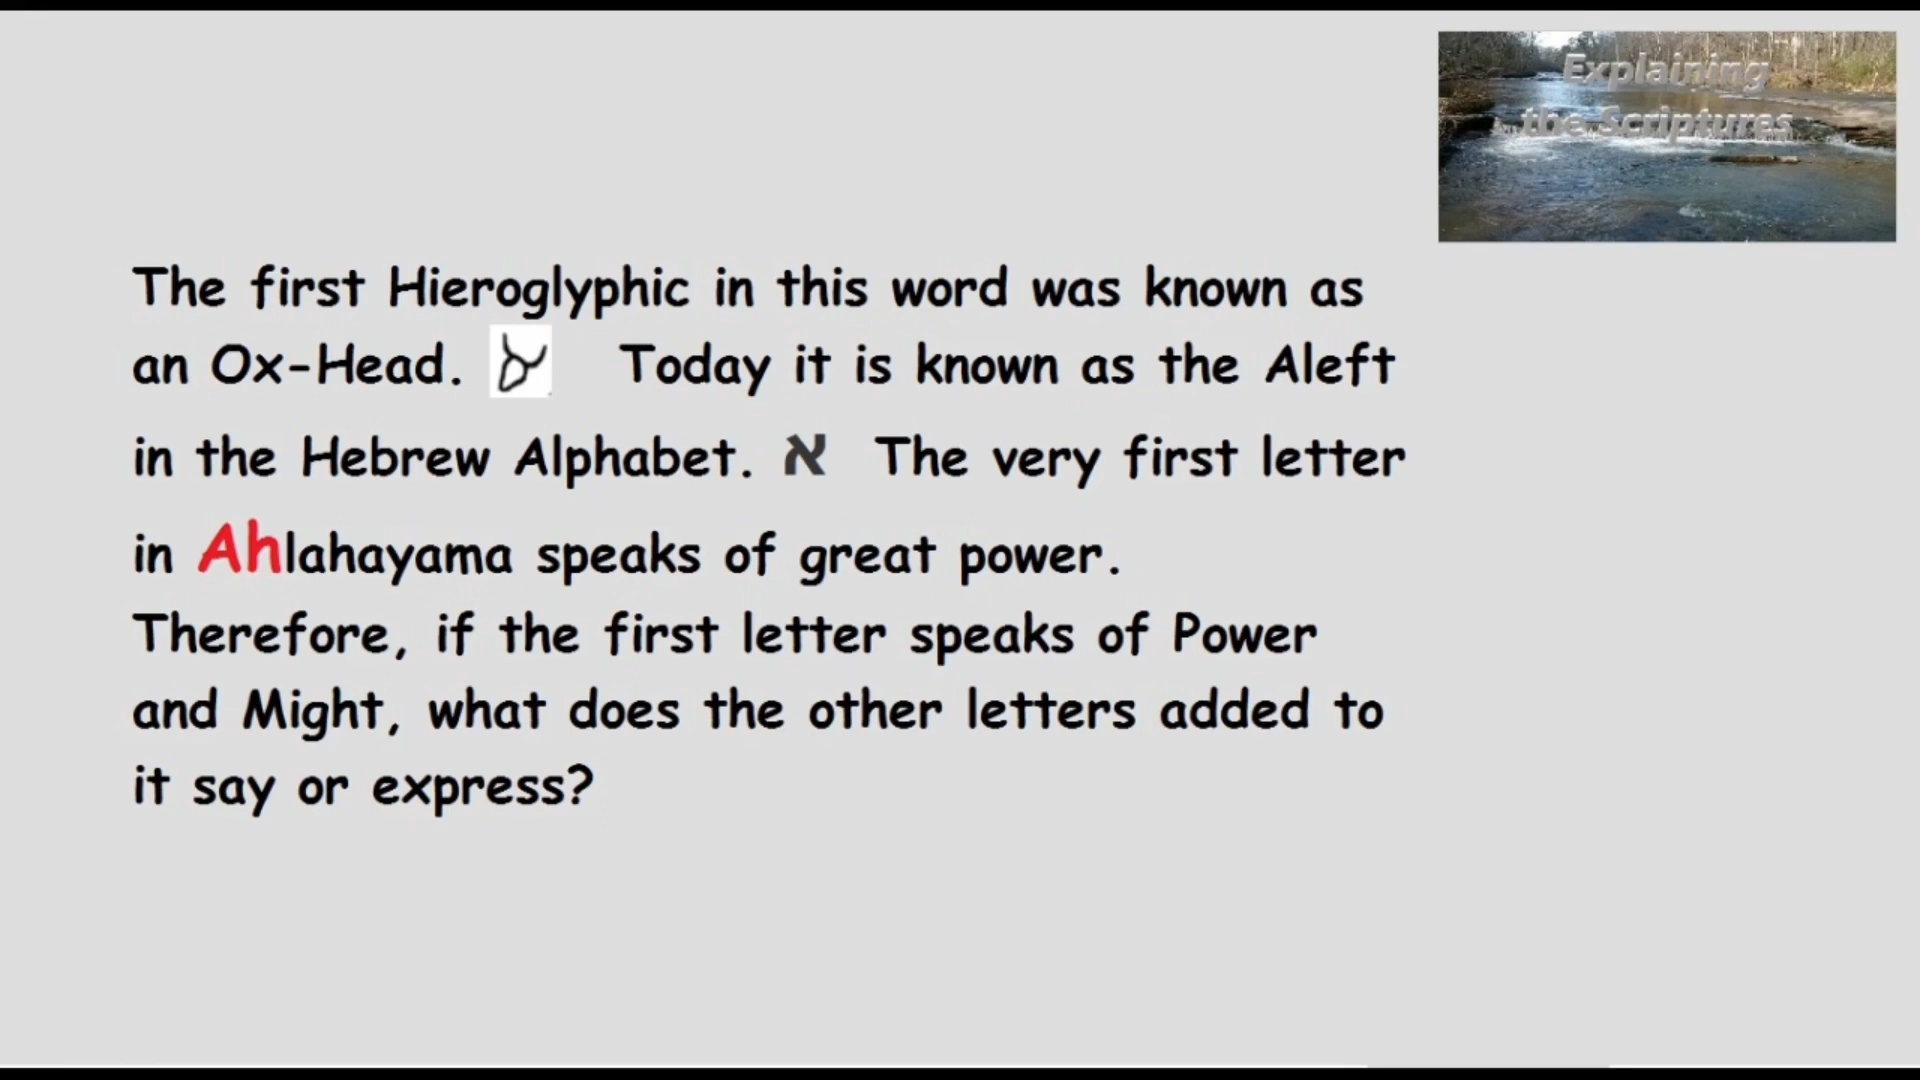 Explaining
the Scriptures
The first Hieroglyphic in this word was known as
an Ox-Head. Today it is known as the Aleft
in the Hebrew Alphabet. א The very first letter
in Ahlahayama speaks of great power.
Therefore, if the first letter speaks of Power
and Might, what does the other letters added to
it say or express?